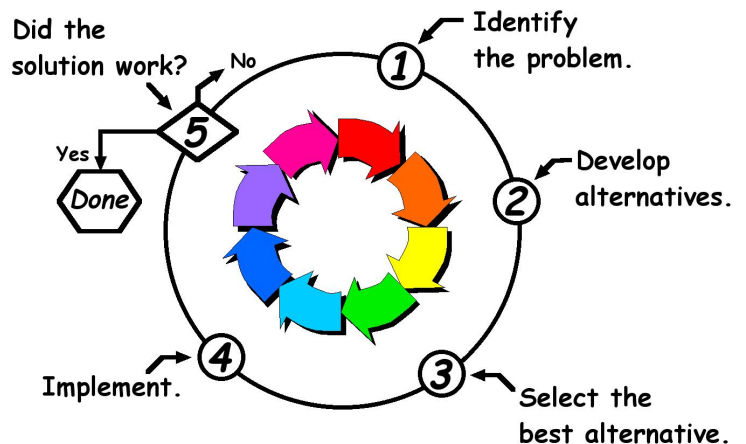 Did the
solution work?
No
5
Yes
Done
1
Identify
the problem.
2
Develop
alternatives.
3
Select the
best alternative.
4
Implement.